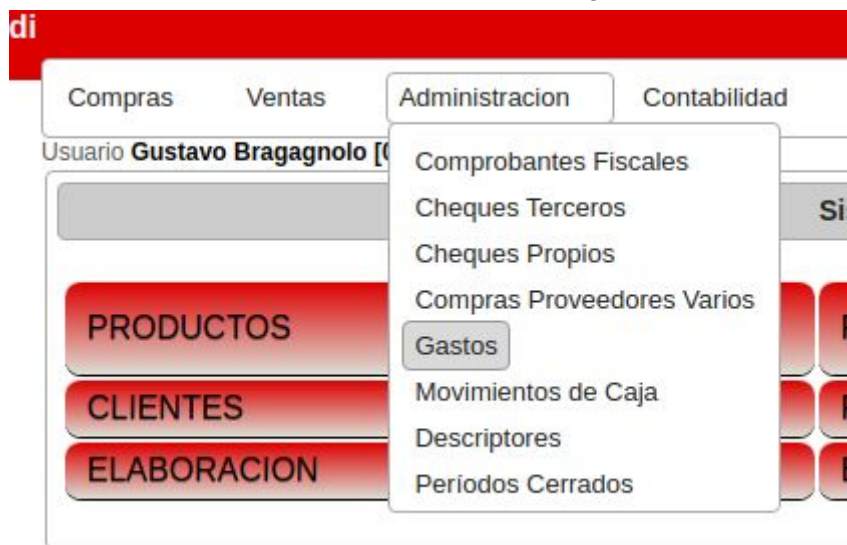 di
Compras Ventas Administracion Contabilidad
Usuario Gustavo Bragagnolo
Comprobantes Fiscales
Cheques Terceros
Cheques Propios
Compras Proveedores Varios
Gastos
Movimientos de Caja
Descriptores
Períodos Cerrados
PRODUCTOS
CLIENTES
ELABORACION